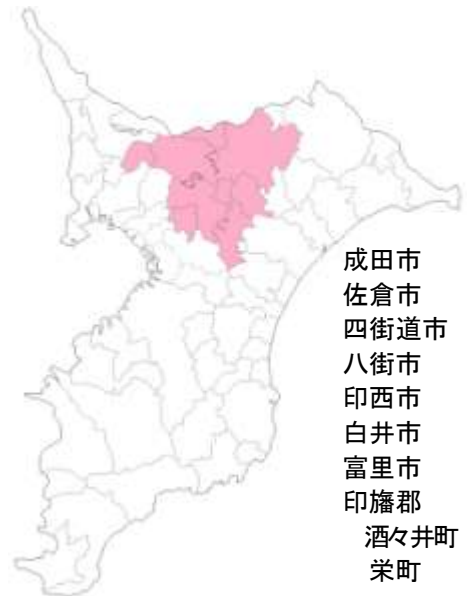 成田市
佐倉市
四街道市
八街市
印西市
白井市
富里市
印旛郡
酒々井町
栄町